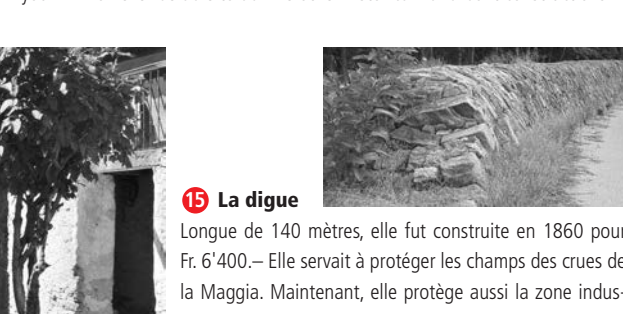 15 La digue
Longue de 140 mètres, elle fut construite en 1860 pour
Fr. 6'400.– Elle servait à protéger les champs des crues de
la Maggia. Maintenant, elle protège aussi la zone indus-